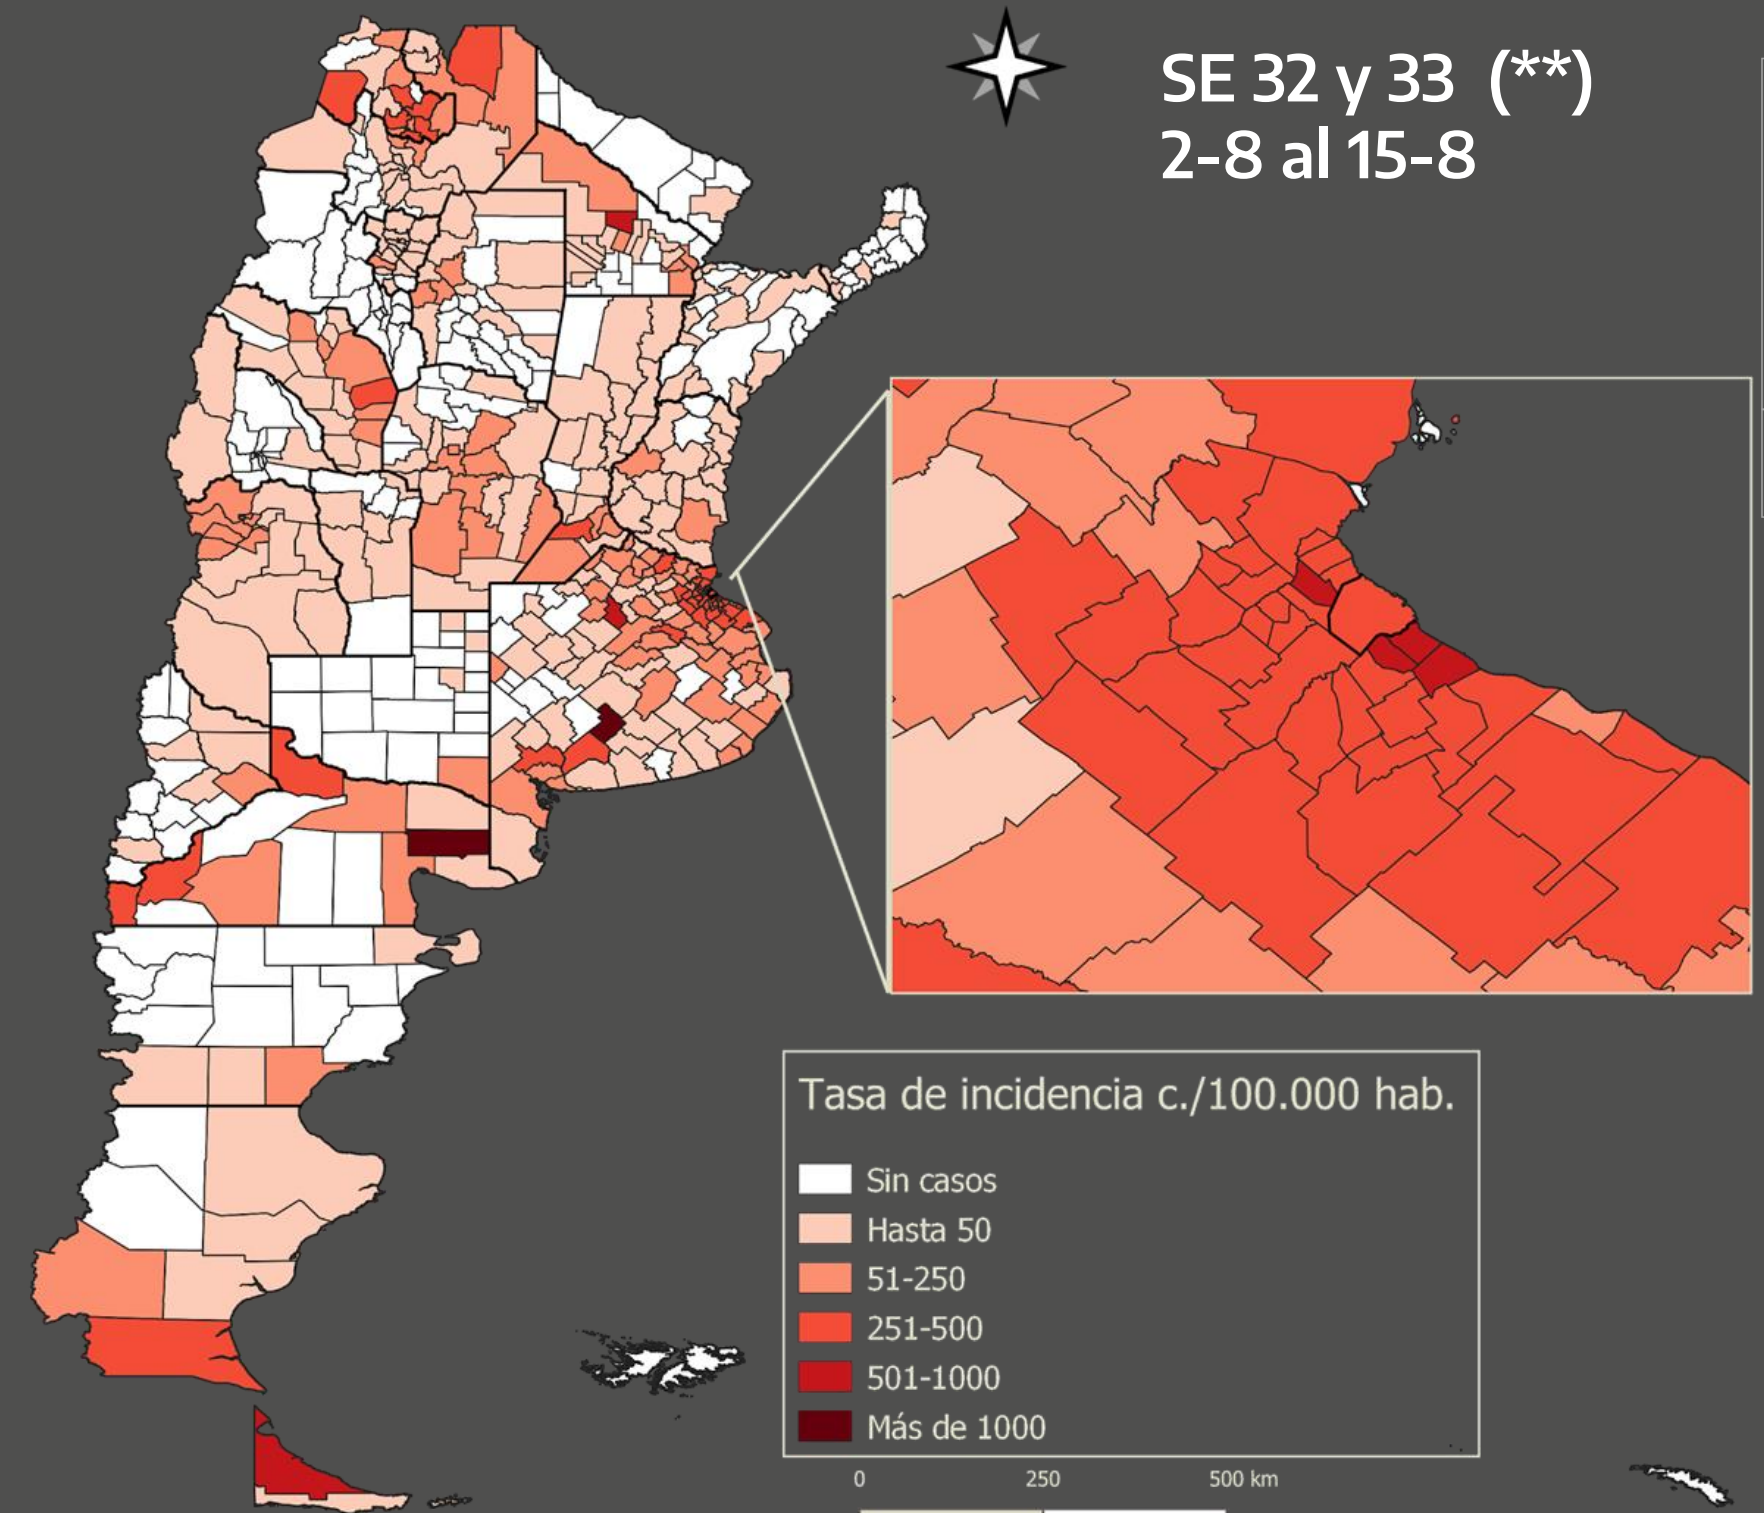 SE 32 y 33 (**)
2-8 al 15-8
Tasa de incidencia c./100.000 hab.
Sin casos
Hasta 50
51-250
251-500
501-1000
Más de 1000
0 250 500 km